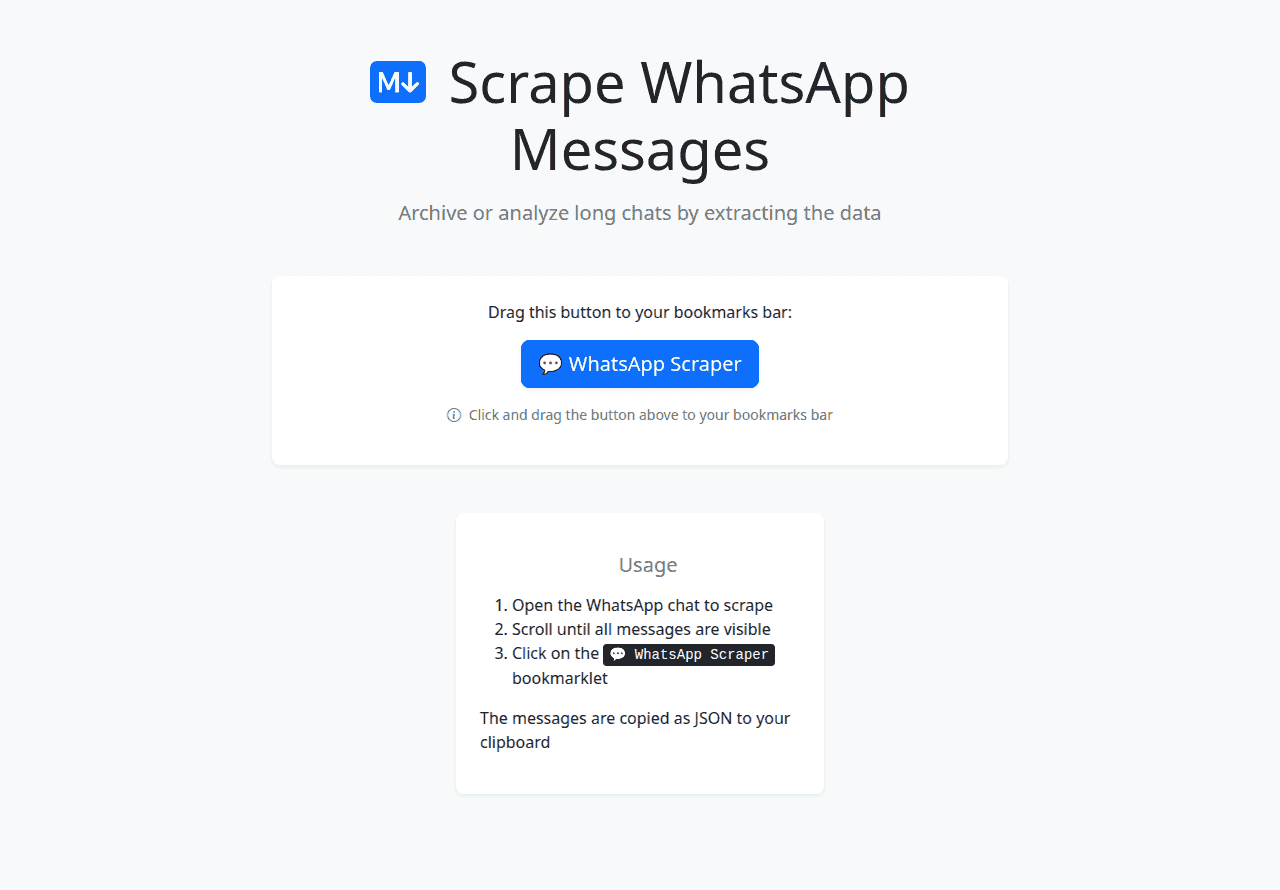 M↓ Scrape WhatsApp
Messages
Archive or analyze long chats by extracting the data
Drag this button to your bookmarks bar:
💬 WhatsApp Scraper
Click and drag the button above to your bookmarks bar
Usage
1. Open the WhatsApp chat to scrape
2. Scroll until all messages are visible
3. Click on the 💬 WhatsApp Scraper
bookmarklet
The messages are copied as JSON to your
clipboard